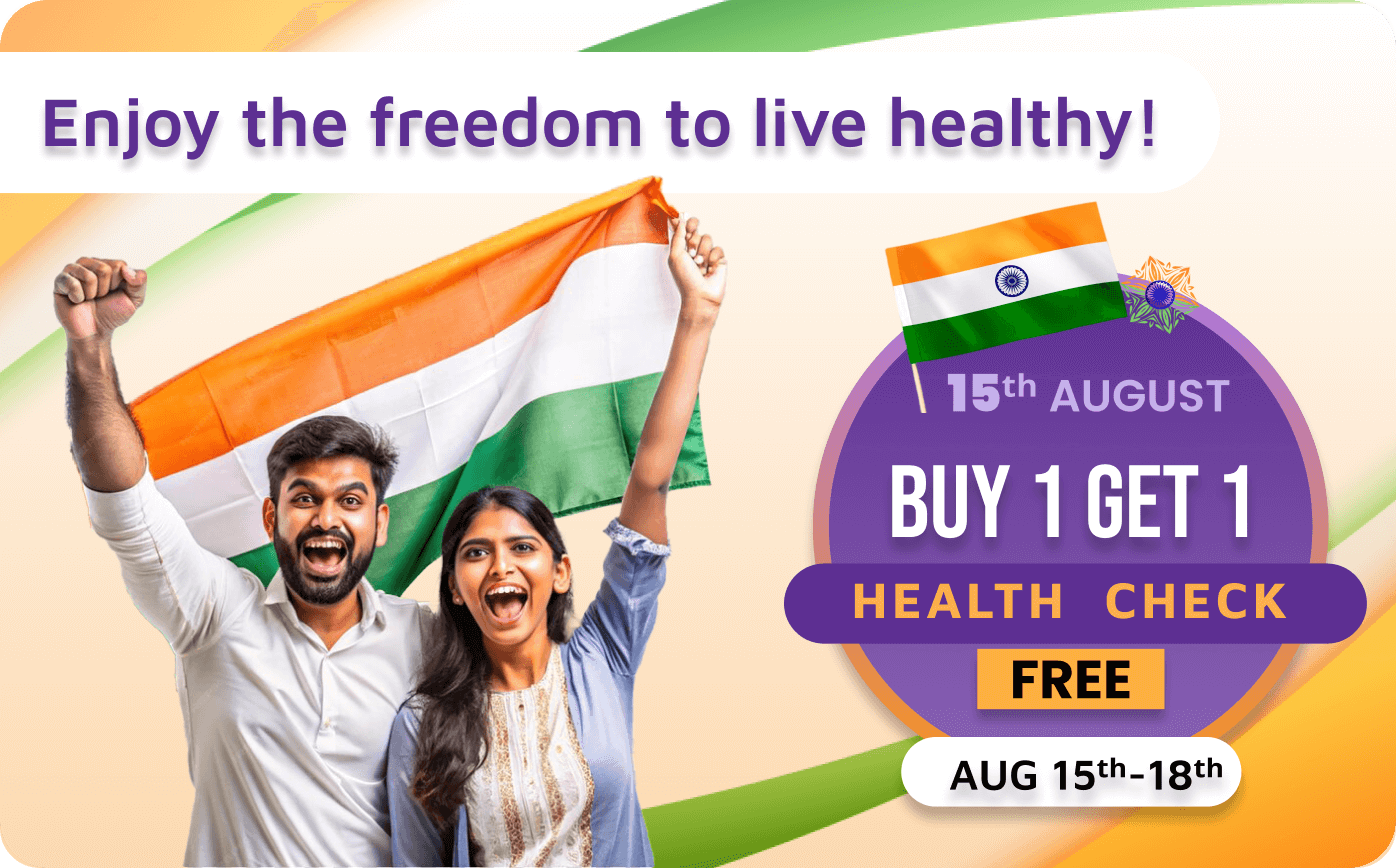 Enjoy the freedom to live healthy!
15th AUGUST
BUY 1 GET 1
HEALTH CHECK
FREE
AUG 15th-18th